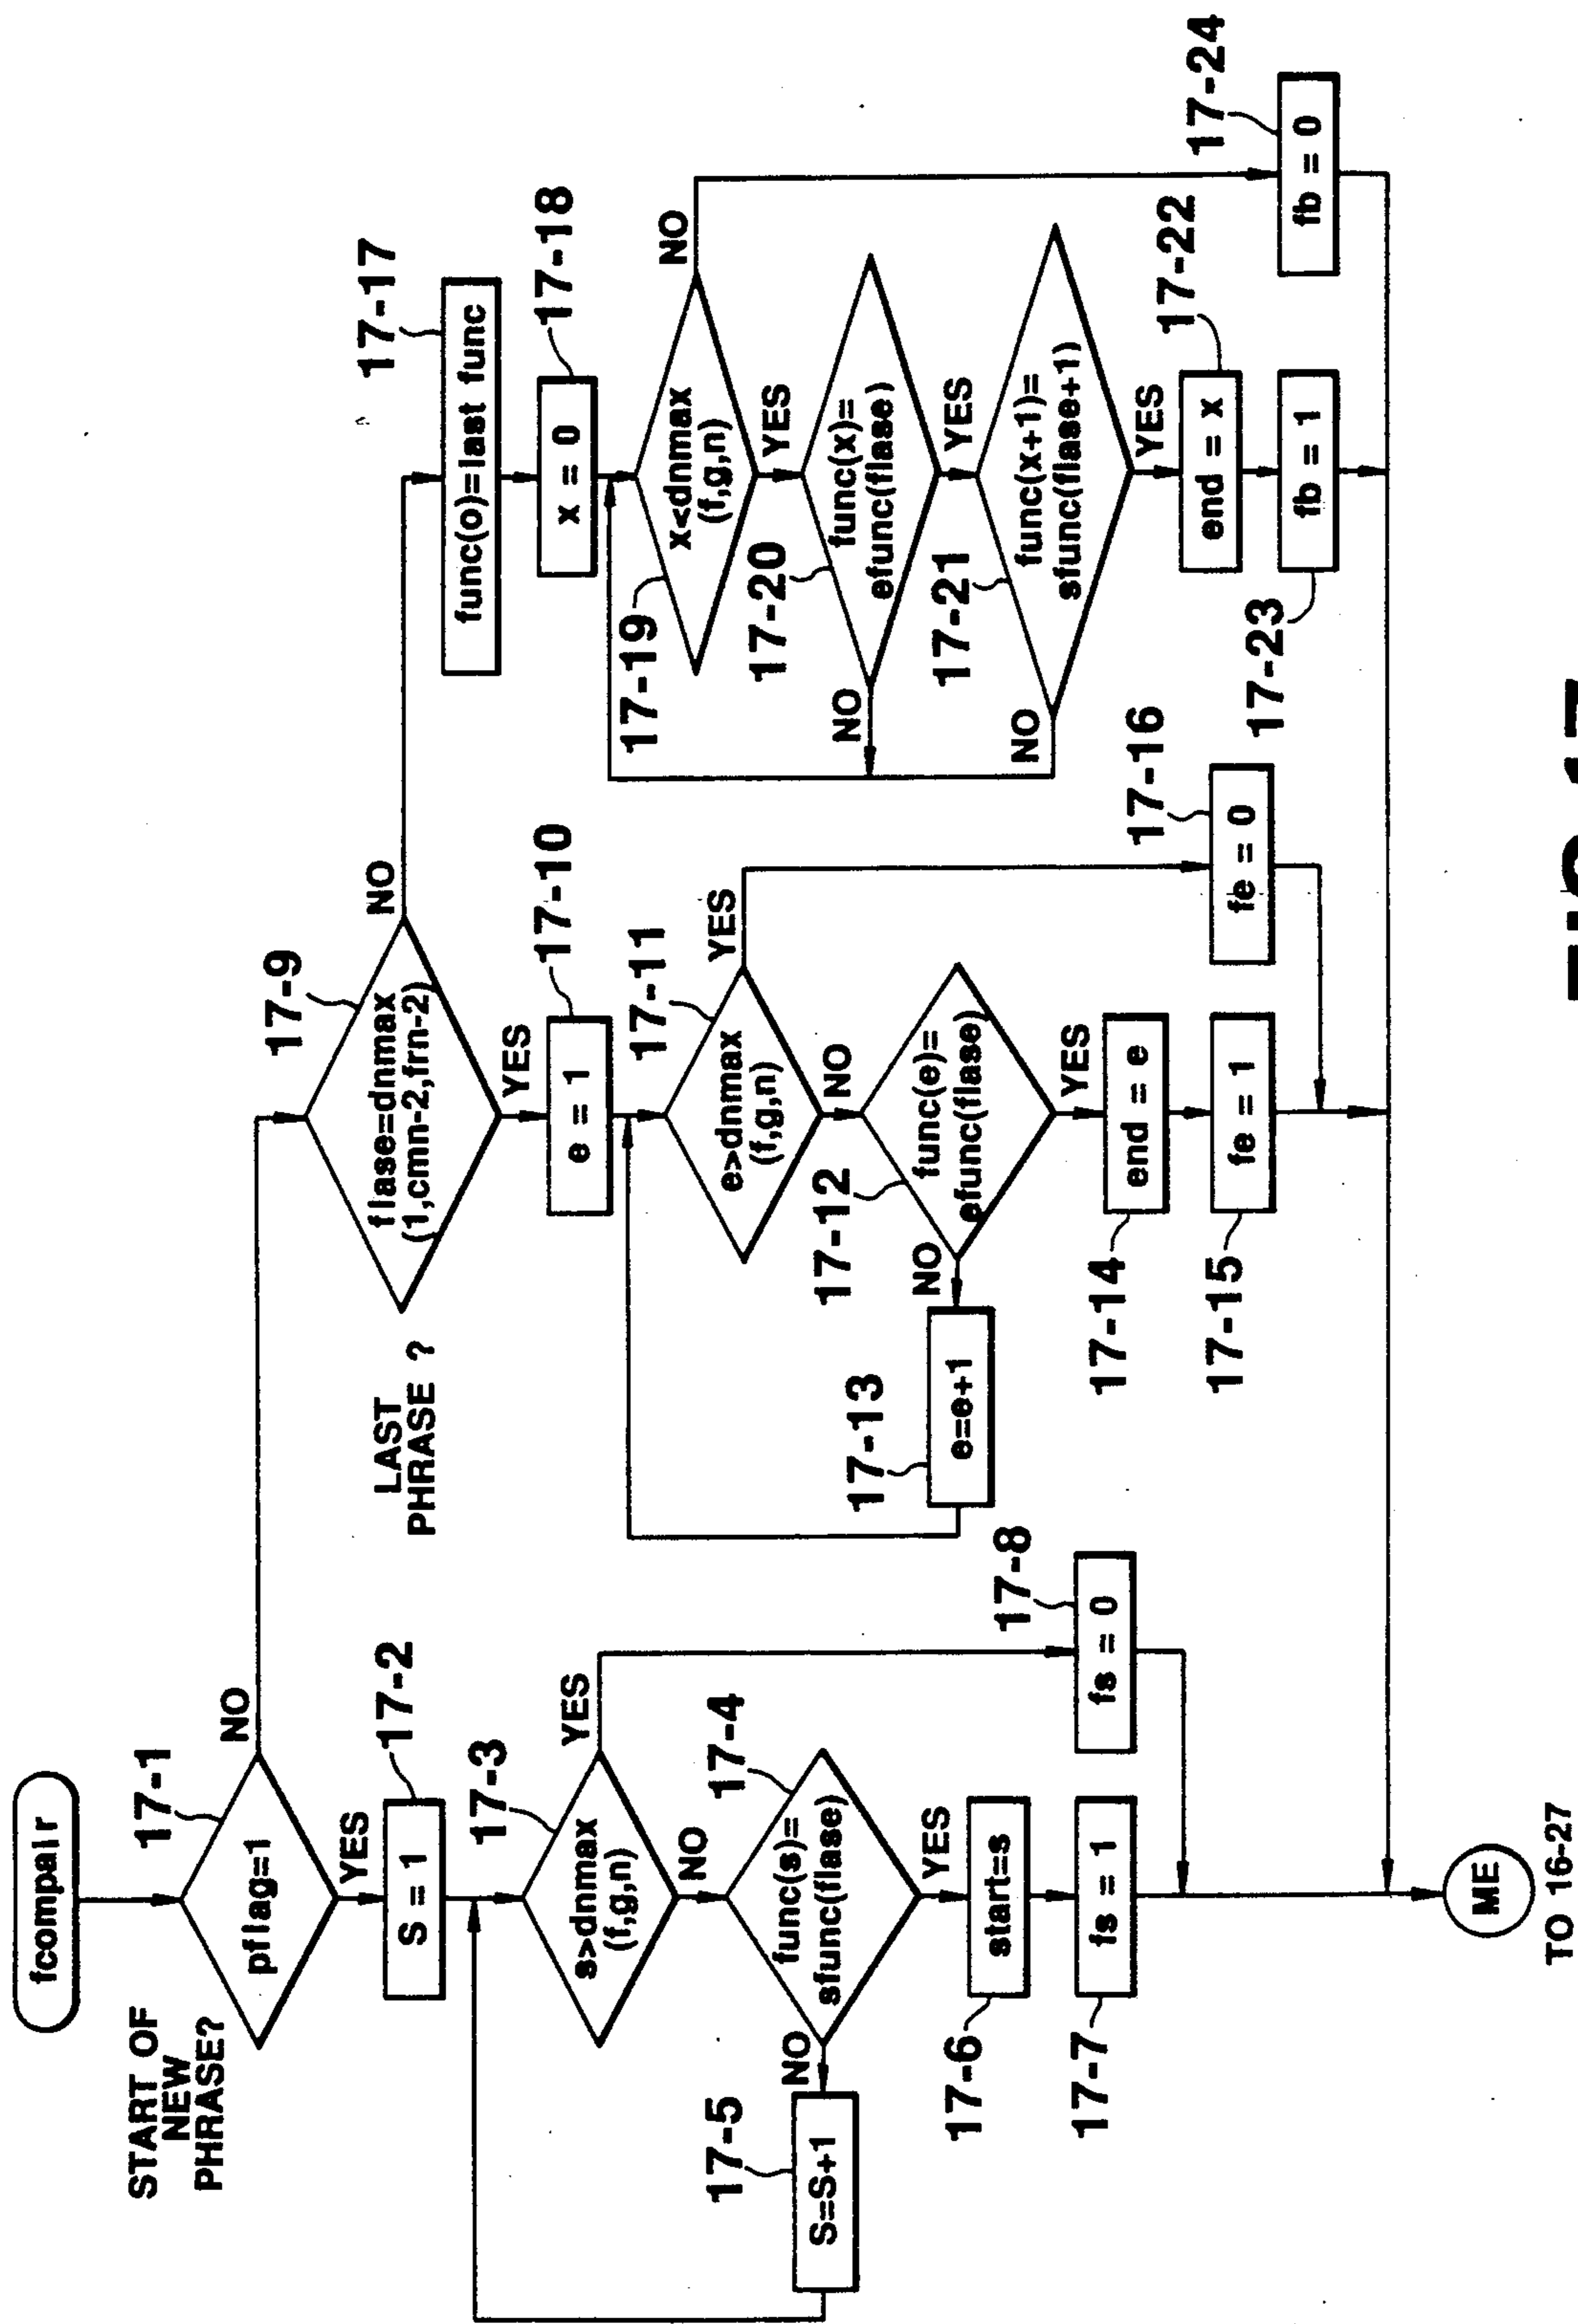 fcompair
START OF
NEW
PHRASE?
17-1
pflag=1
NO
YES
17-2
S = 1
17-3
s>dnmax
(f,g,n)
YES
NO
17-4
func(s)=
sfunc(flase)
NO
YES
17-5
S=S+1
17-6
start=s
17-7
fs = 1
17-8
fs = 0
LAST
PHRASE ?
17-9
flase=dnmax
(1,cmn-2,frn-2)
NO
YES
17-10
e = 1
17-11
e>dnmax
(f,g,n)
YES
NO
17-12
func(e)=
efunc(flase)
NO
YES
17-13
e=e+1
17-14
end = e
17-15
fe = 1
17-16
fe = 0
17-17
func(o)=last func
17-18
x = 0
17-19
x<dnmax
(f,g,n)
NO
YES
17-20
func(x)=
efunc(flase)
NO
YES
17-21
func(x+1)=
sfunc(flase+1)
NO
YES
17-22
end = x
17-23
fb = 1
17-24
fb = 0
ME
TO 16-27